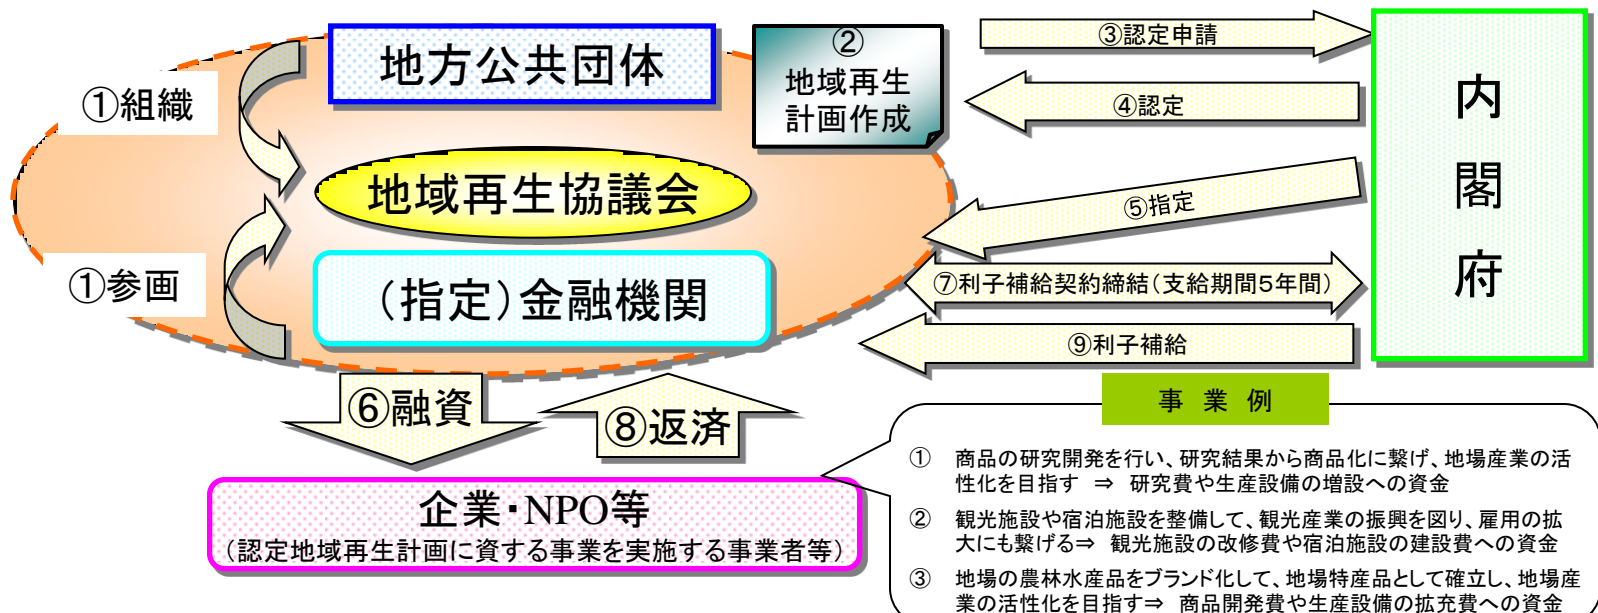 地方公共団体
②
地域再生
計画作成
①組織
地域再生協議会
①参画
(指定)金融機関
③認定申請
④認定
⑤指定
⑦利子補給契約締結(支給期間5年間)
⑨利子補給
内
閣
府
⑥融資
⑧返済
企業・NPO等
(認定地域再生計画に資する事業を実施する事業者等)
事 業 例
① 商品の研究開発を行い、研究結果から商品化に繋げ、地場産業の活
性化を目指す ⇒ 研究費や生産設備の増設への資金
② 観光施設や宿泊施設を整備して、観光産業の振興を図り、雇用の拡
大にも繋げる⇒ 観光施設の改修費や宿泊施設の建設費への資金
③ 地場の農林水産品をブランド化して、地場特産品として確立し、地場産
業の活性化を目指す⇒ 商品開発費や生産設備の拡充費への資金